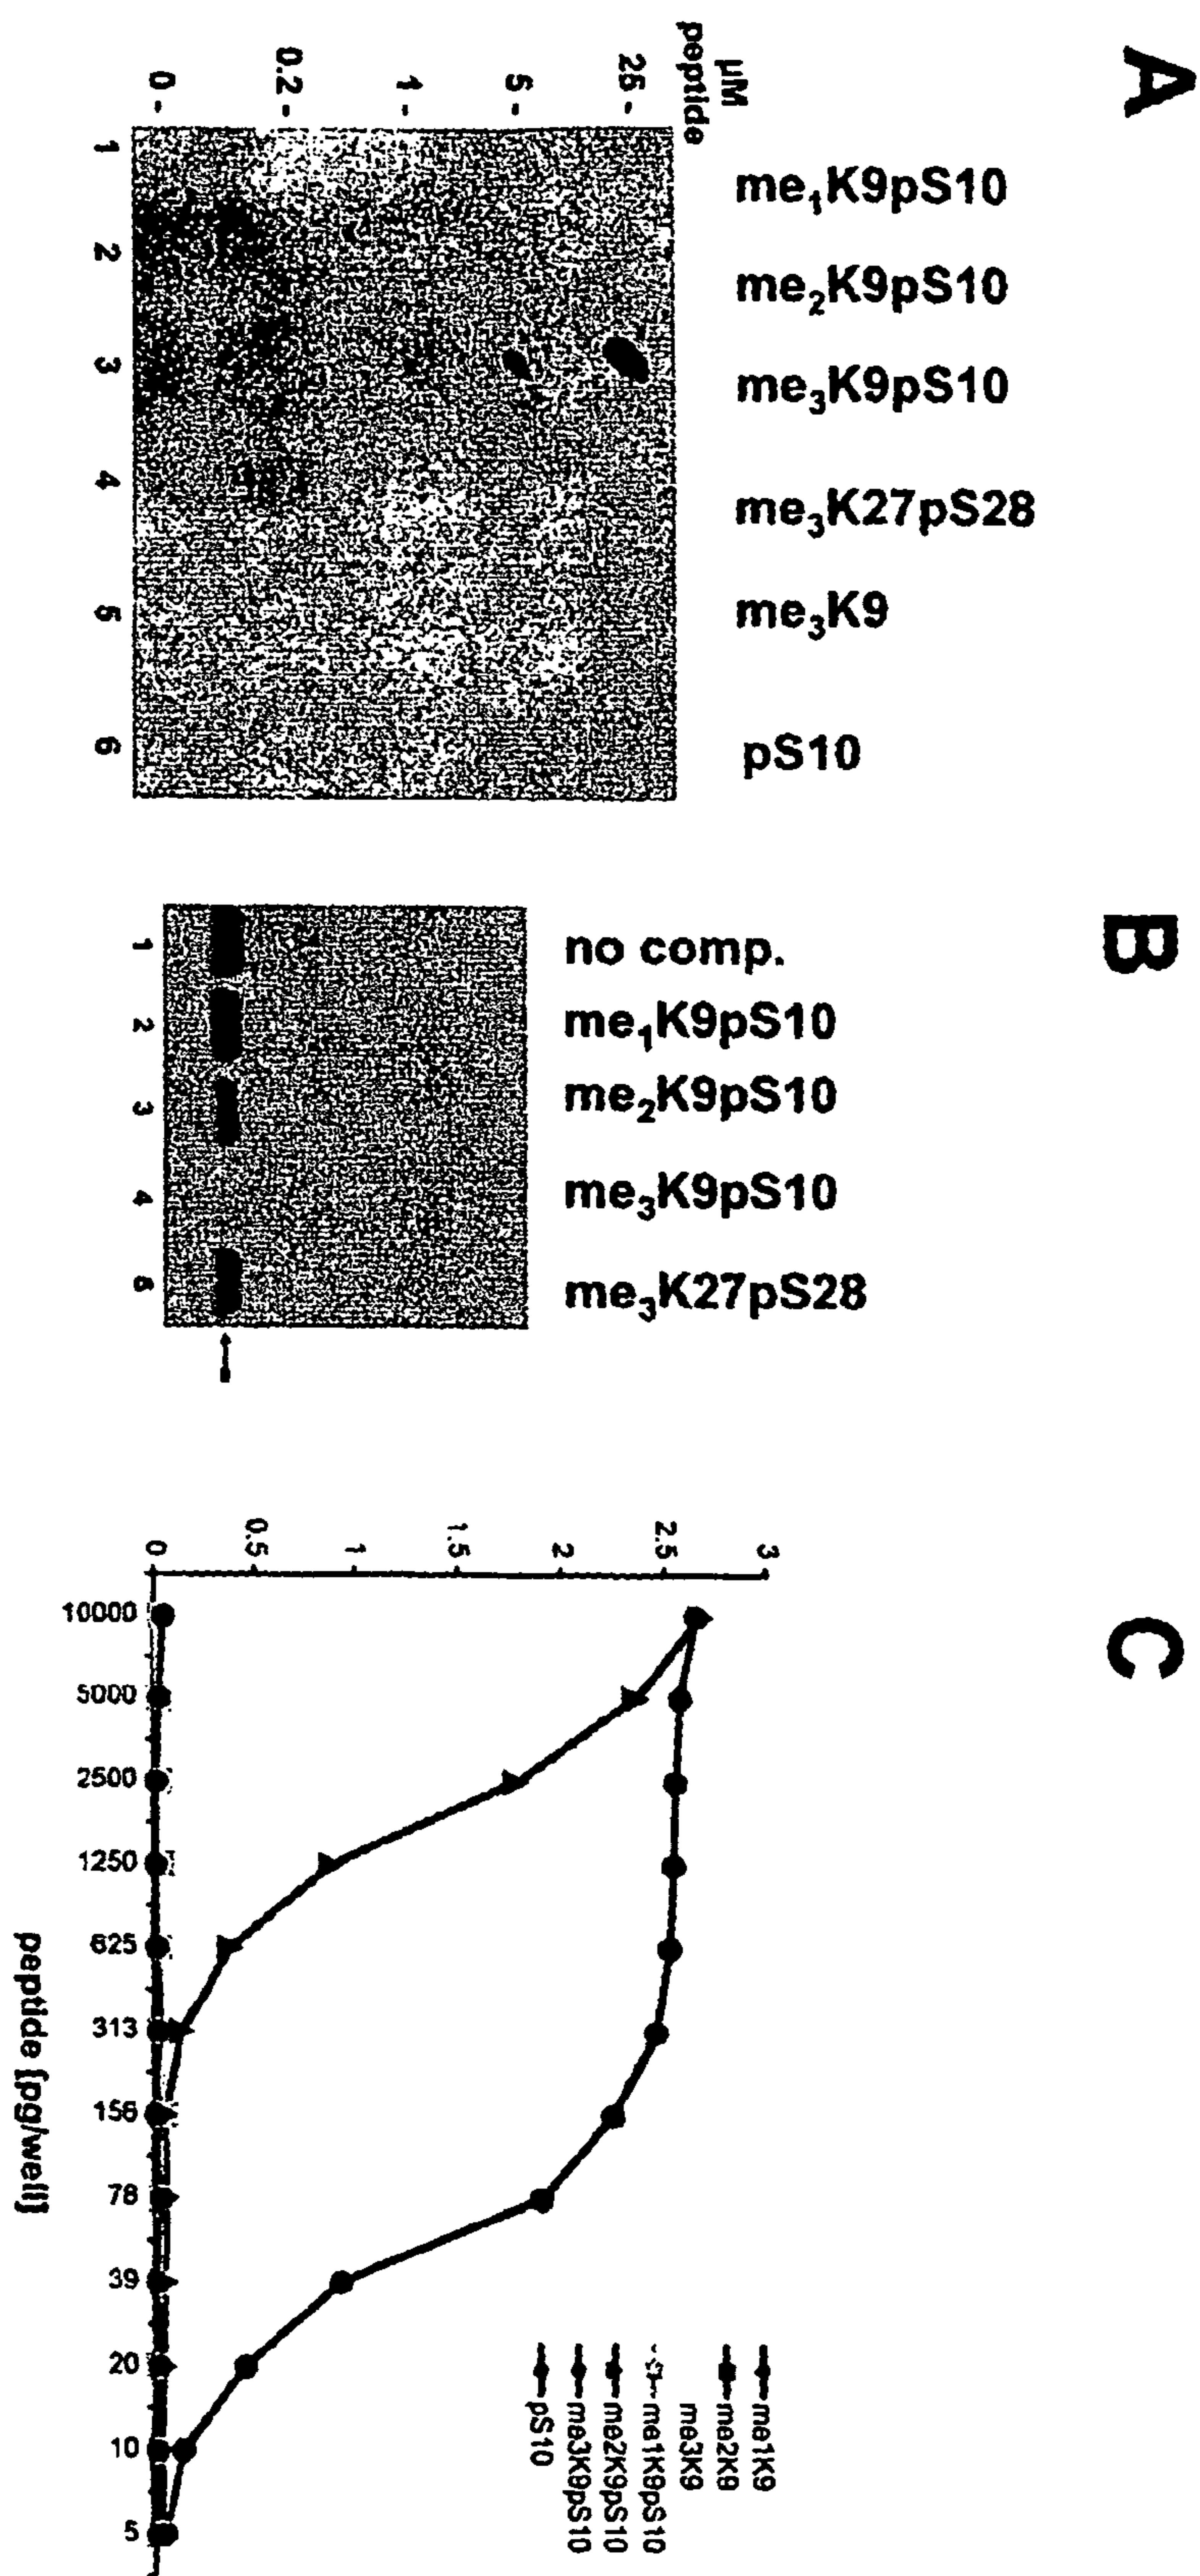 A
me₁K9pS10
me₂K9pS10
me₃K9pS10
me₃K27pS28
me₃K9
pS10
µM
peptide
25 -
5 -
1 -
0.2 -
0 -
1 2 3 4 5 6
B
no comp.
me₁K9pS10
me₂K9pS10
me₃K9pS10
me₃K27pS28
1 2 3 4 5
C
3
2.5
2
1.5
1
0.5
0
10000 5000 2500 1250 625 313 156 78 39 20 10 5
peptide [pg/well]
me1K9
me2K9
me3K9
me1K9pS10
me2K9pS10
me3K9pS10
pS10